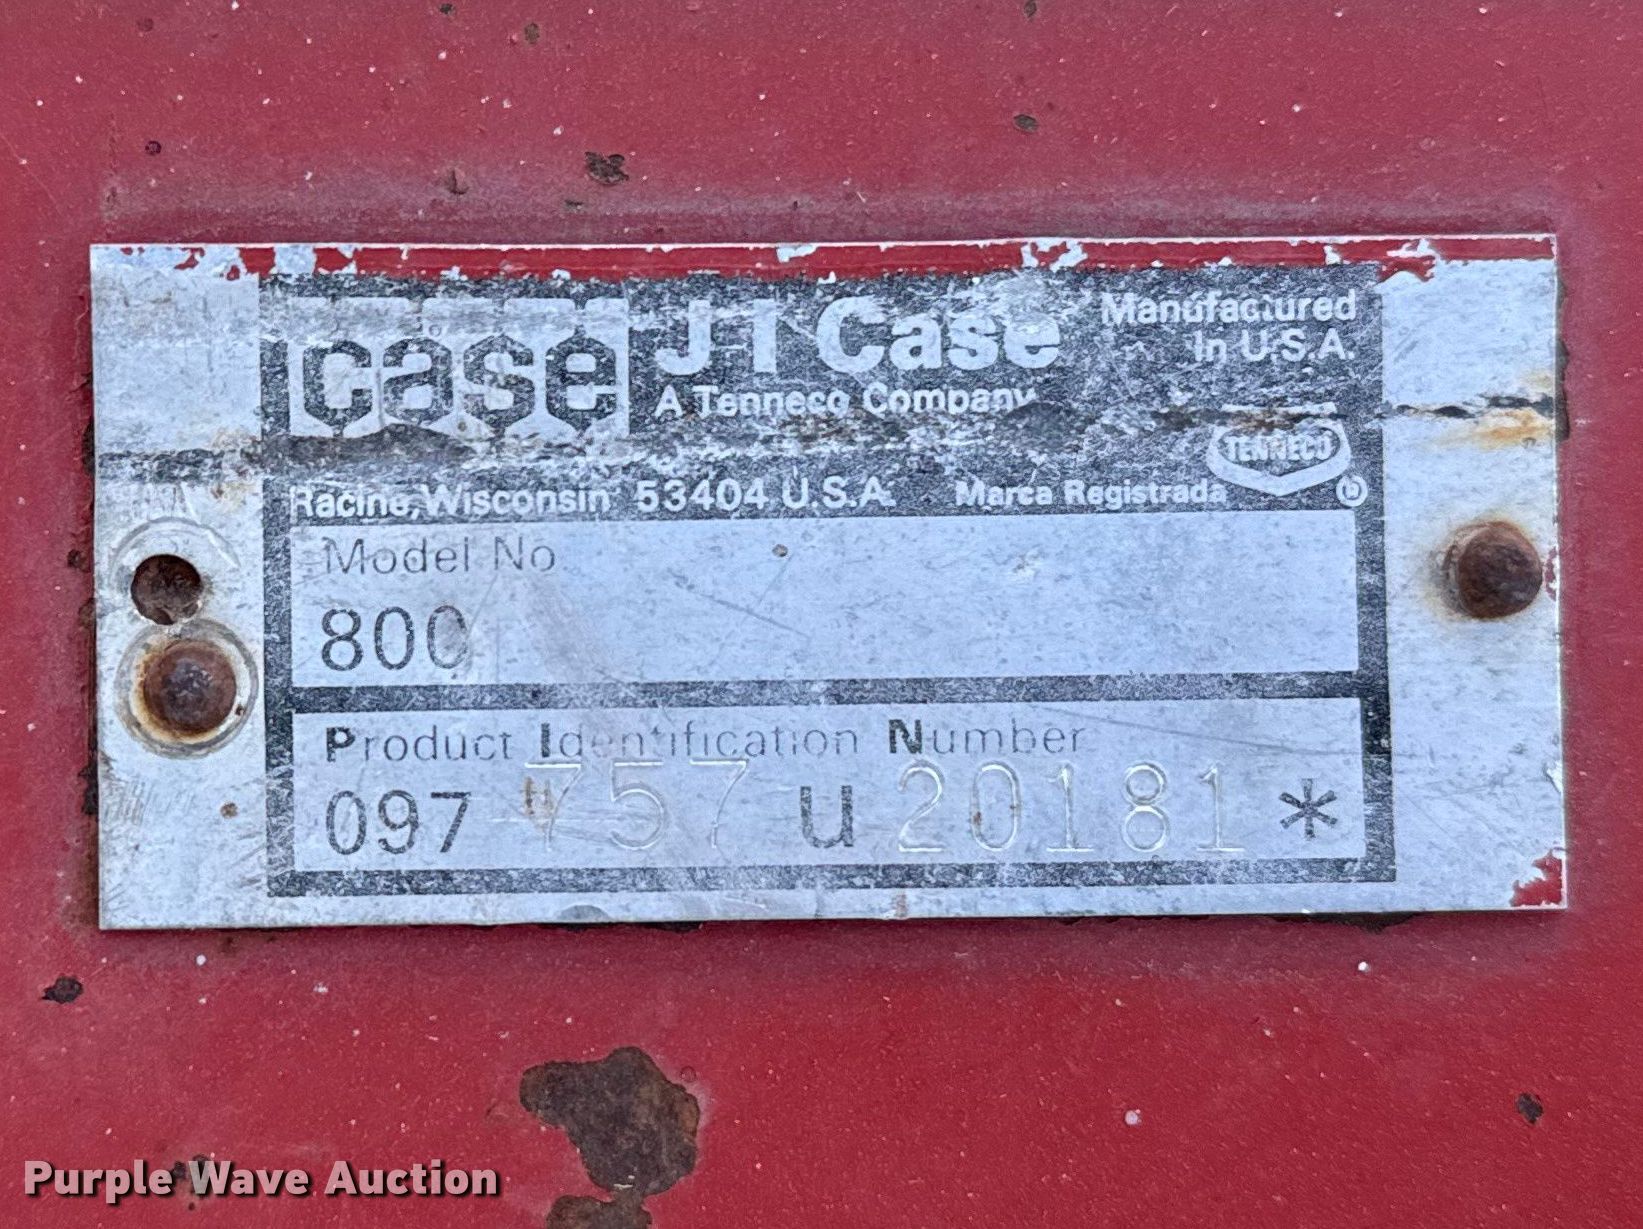 case J I Case Manufactured
in U.S.A.
A Tenneco Company
TENNECO
Racine, Wisconsin 53404 U.S.A. Marca Registrada ®
Model No.
800
Product Identification Number
097 757 u 20181 *
Purple Wave Auction